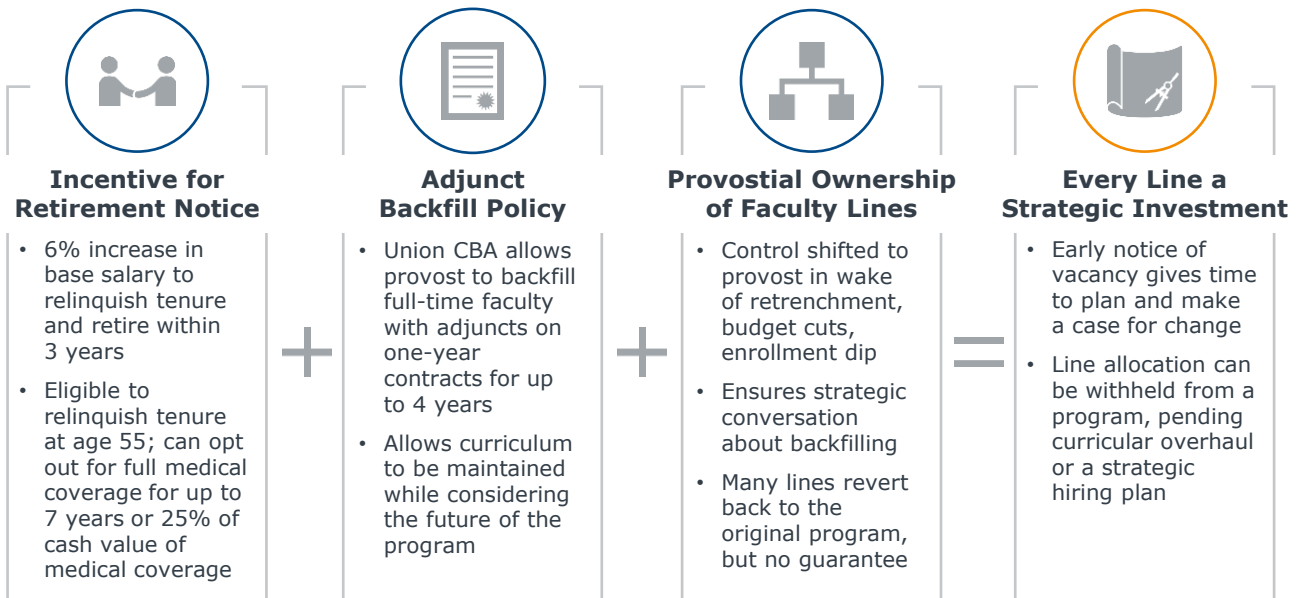 Incentive for
Retirement Notice
• 6% increase in
base salary to
relinquish tenure
and retire within
3 years
• Eligible to
relinquish tenure
at age 55; can opt
out for full medical
coverage for up to
7 years or 25% of
cash value of
medical coverage
+
Adjunct
Backfill Policy
• Union CBA allows
provost to backfill
full-time faculty
with adjuncts on
one-year
contracts for up
to 4 years
• Allows curriculum
to be maintained
while considering
the future of the
program
+
Provostial Ownership
of Faculty Lines
• Control shifted to
provost in wake
of retrenchment,
budget cuts,
enrollment dip
• Ensures strategic
conversation
about backfilling
• Many lines revert
back to the
original program,
but no guarantee
=
Every Line a
Strategic Investment
• Early notice of
vacancy gives time
to plan and make
a case for change
• Line allocation can
be withheld from a
program, pending
curricular overhaul
or a strategic
hiring plan